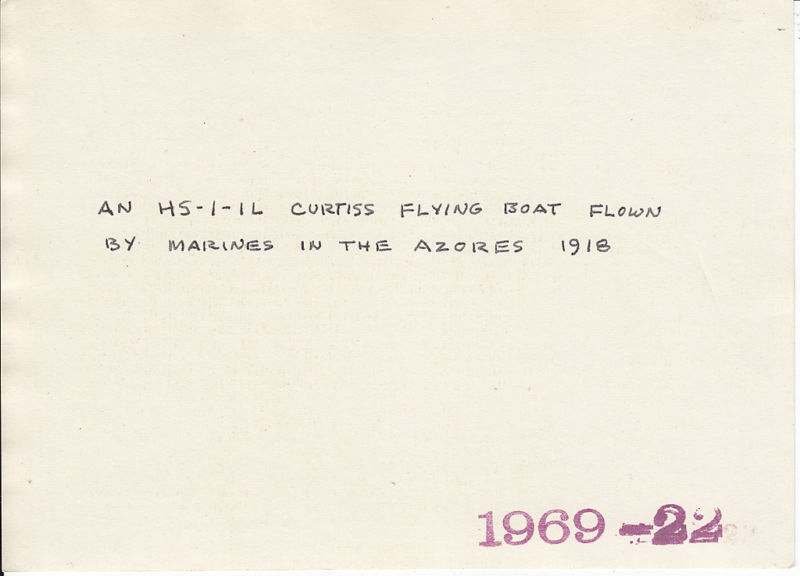 AN HS-1-1L CURTISS FLYING BOAT FLOWN
BY MARINES IN THE AZORES 1918
1969-22